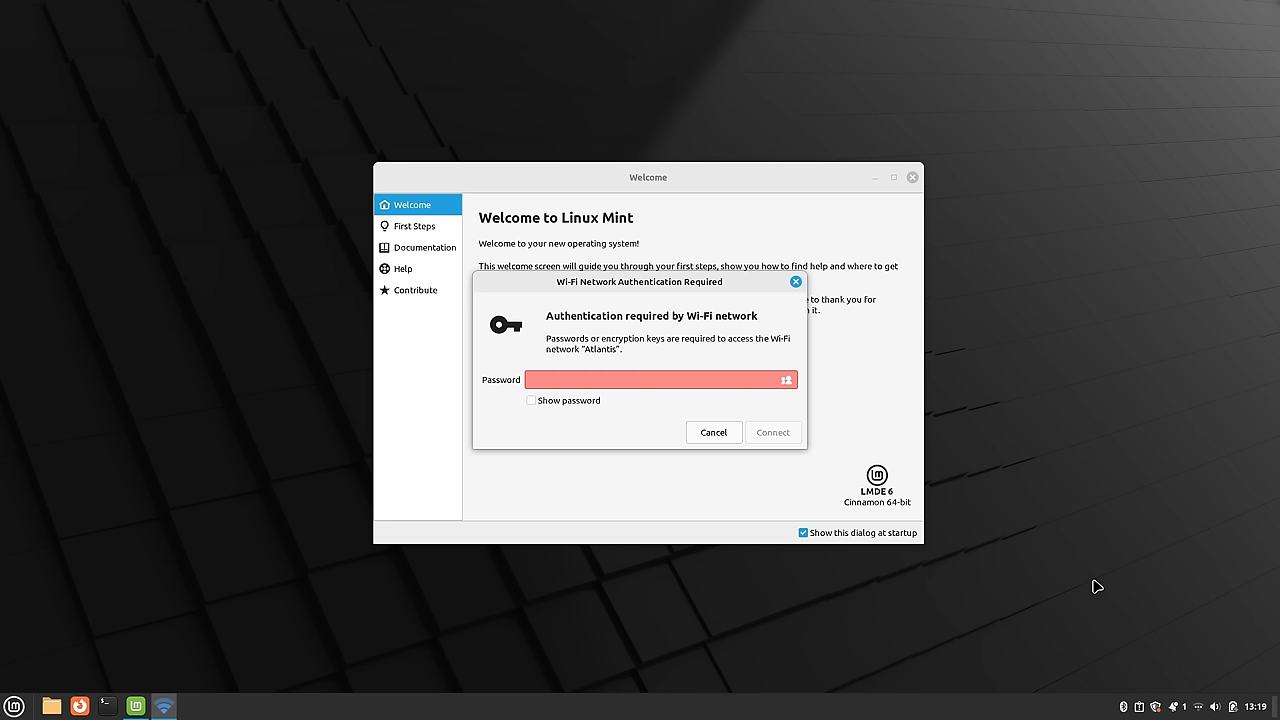 Welcome
Welcome
First Steps
Documentation
Help
Contribute
Welcome to Linux Mint
Welcome to your new operating system!
This welcome screen will guide you through your first steps, show you how to find help and where to get
to thank you for
it.
Wi-Fi Network Authentication Required
Authentication required by Wi-Fi network
Passwords or encryption keys are required to access the Wi-Fi
network "Atlantis".
Password
Show password
Cancel
Connect
LMDE 6
Cinnamon 64-bit
Show this dialog at startup
1
13:19